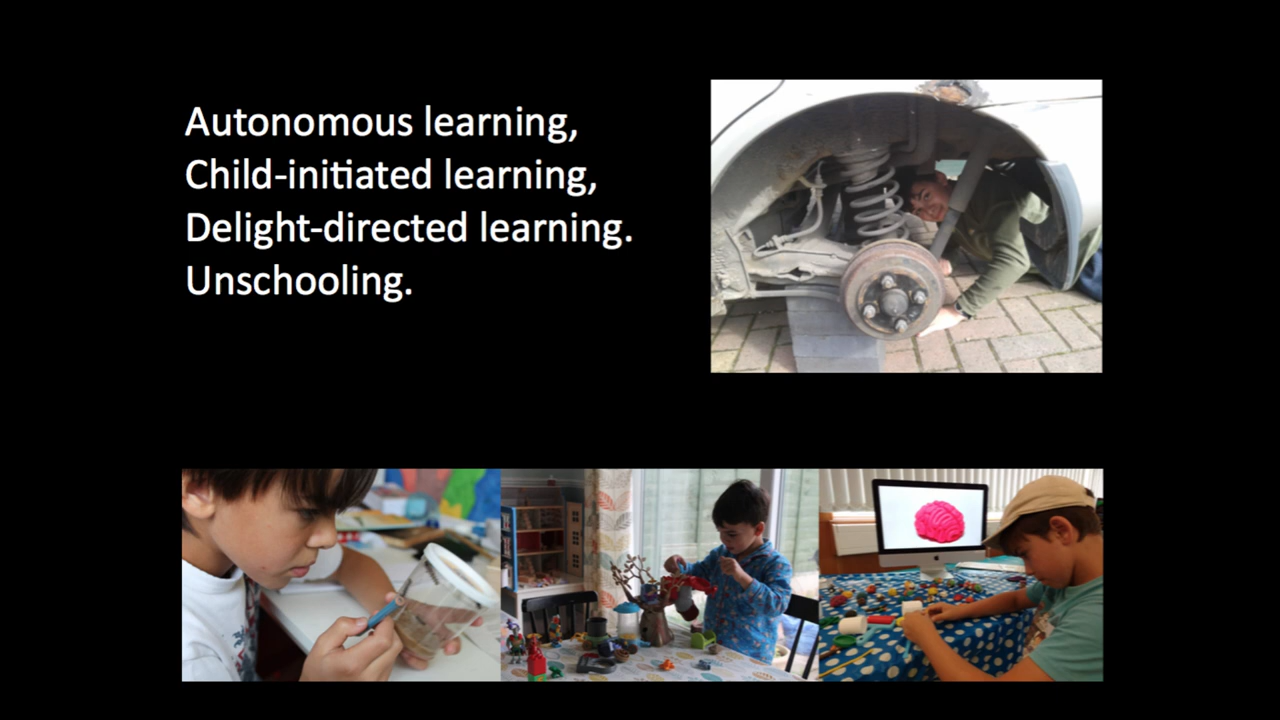 Autonomous learning,
Child-initiated learning,
Delight-directed learning.
Unschooling.